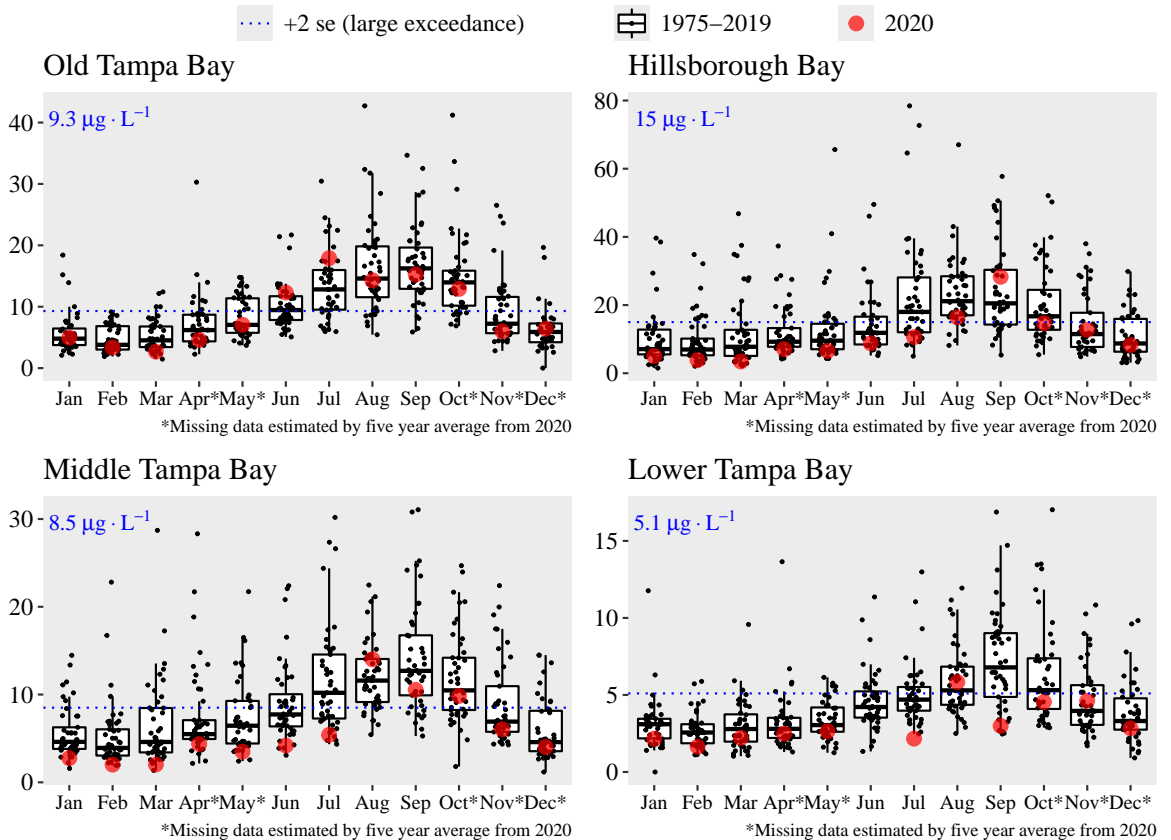 +2 se (large exceedance) 1975–2019 2020
Old Tampa Bay
9.3 μg · L⁻¹
40
30
20
10
0
Jan Feb Mar Apr* May* Jun Jul Aug Sep Oct* Nov* Dec*
*Missing data estimated by five year average from 2020
Hillsborough Bay
15 μg · L⁻¹
80
60
40
20
0
Jan Feb Mar Apr* May* Jun Jul Aug Sep Oct* Nov* Dec*
*Missing data estimated by five year average from 2020
Middle Tampa Bay
8.5 μg · L⁻¹
30
20
10
0
Jan Feb Mar Apr* May* Jun Jul Aug Sep Oct* Nov* Dec*
*Missing data estimated by five year average from 2020
Lower Tampa Bay
5.1 μg · L⁻¹
15
10
5
0
Jan Feb Mar Apr* May* Jun Jul Aug Sep Oct* Nov* Dec*
*Missing data estimated by five year average from 2020